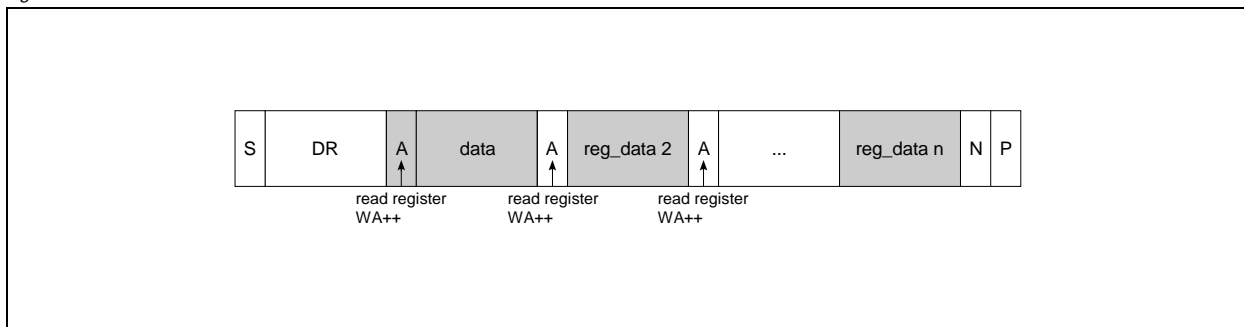 S DR A data A reg_data 2 A ... reg_data n N P
read register read register read register
WA++ WA++ WA++